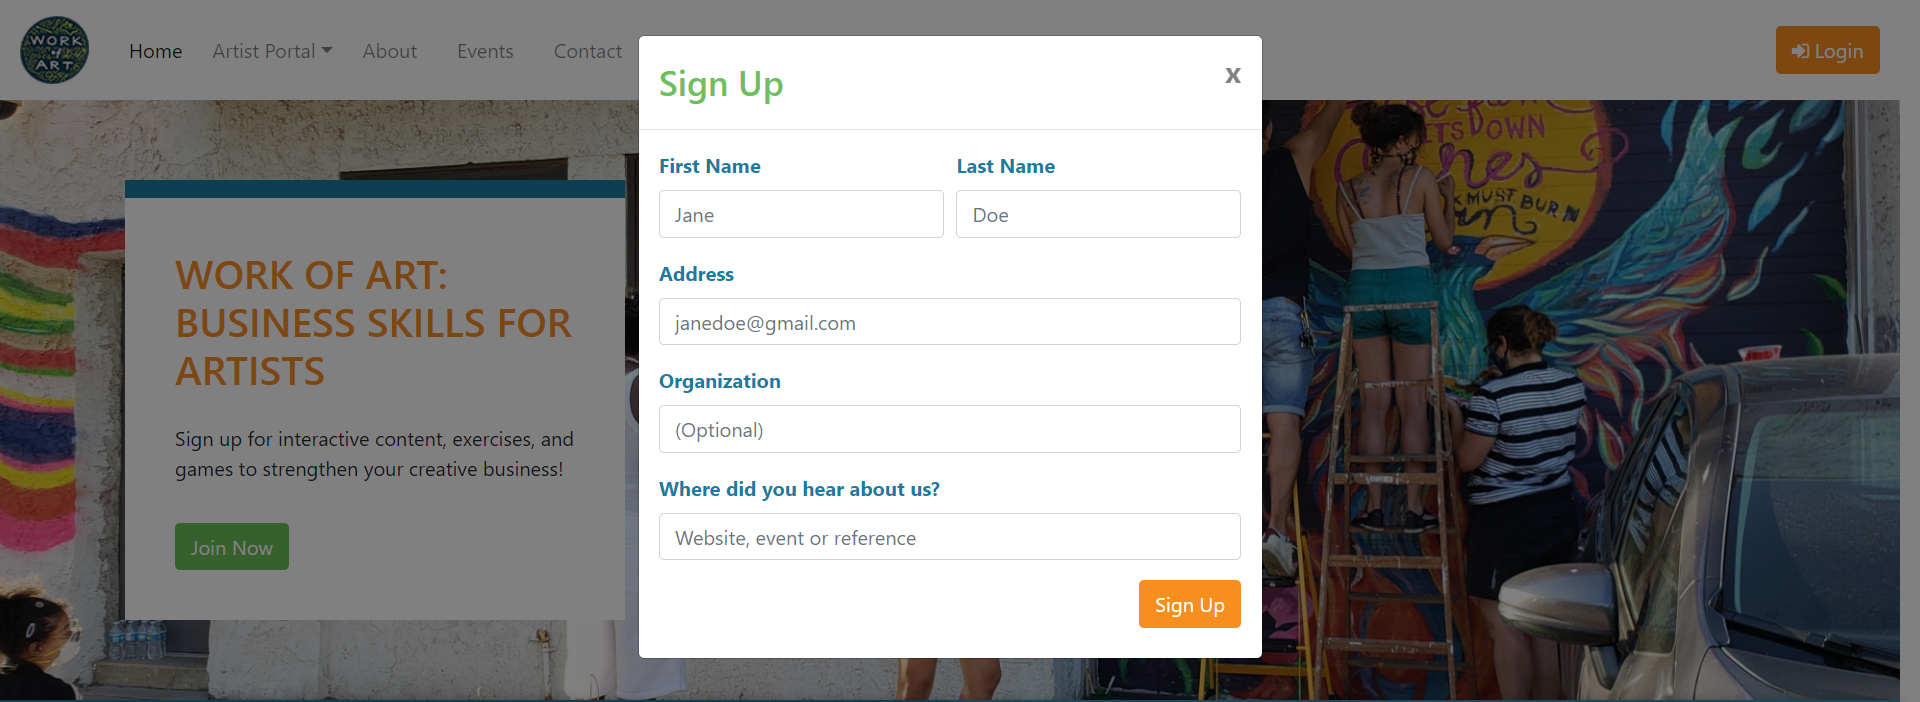 WORK
of
ART
Home
Artist Portal
About
Events
Contact
Login
WORK OF ART:
BUSINESS SKILLS FOR
ARTISTS
Sign up for interactive content, exercises, and
games to strengthen your creative business!
Join Now
Sign Up
x
First Name
Last Name
Jane
Doe
Address
janedoe@gmail.com
Organization
(Optional)
Where did you hear about us?
Website, event or reference
Sign Up
DOWN
MUST BURN